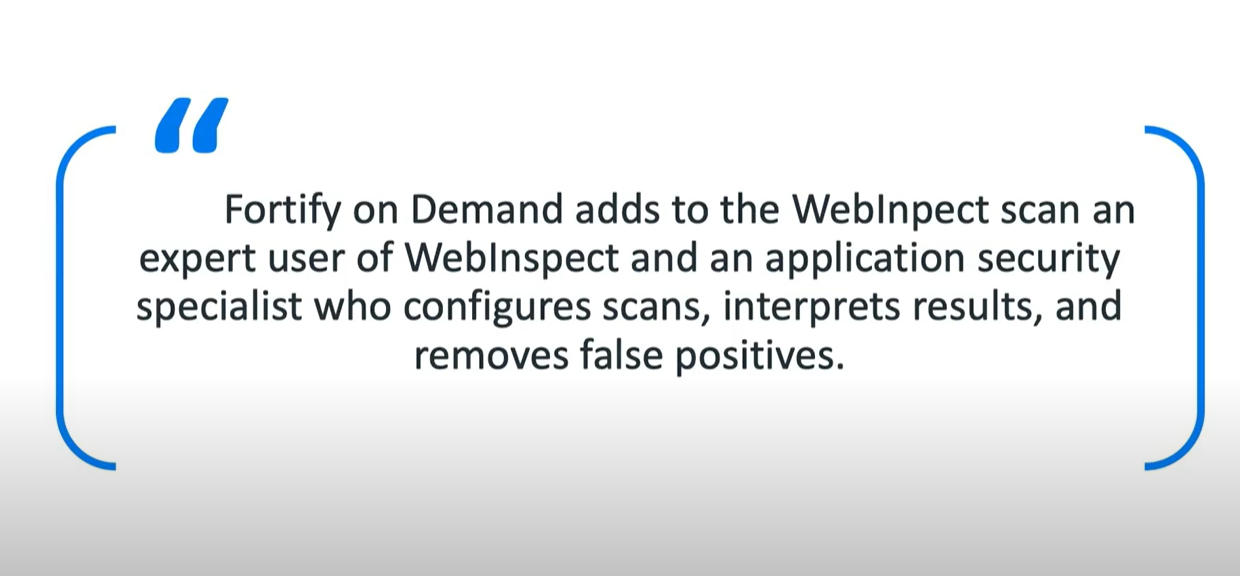 “
Fortify on Demand adds to the WebInpect scan an
expert user of WebInspect and an application security
specialist who configures scans, interprets results, and
removes false positives.